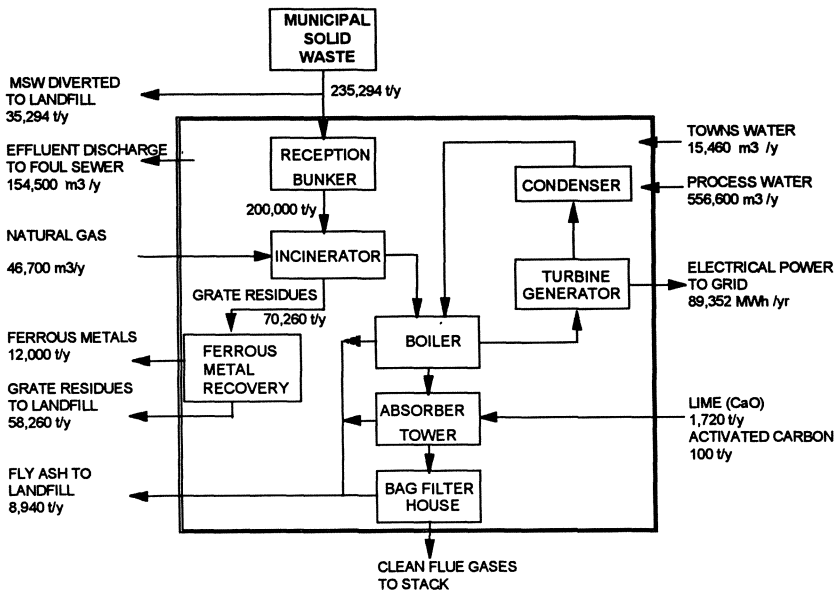 MUNICIPAL
SOLID
WASTE
MSW DIVERTED
TO LANDFILL
35,294 t/y
235,294 t/y
EFFLUENT DISCHARGE
TO FOUL SEWER
154,500 m3 /y
RECEPTION
BUNKER
200,000 t/y
NATURAL GAS
46,700 m3/y
INCINERATOR
GRATE RESIDUES
70,260 t/y
FERROUS METALS
12,000 t/y
FERROUS
METAL
RECOVERY
GRATE RESIDUES
TO LANDFILL
58,260 t/y
FLY ASH TO
LANDFILL
8,940 t/y
BOILER
ABSORBER
TOWER
BAG FILTER
HOUSE
CLEAN FLUE GASES
TO STACK
CONDENSER
TURBINE
GENERATOR
TOWNS WATER
15,460 m3 /y
PROCESS WATER
556,600 m3 /y
ELECTRICAL POWER
TO GRID
89,352 MWh /yr
LIME (CaO)
1,720 t/y
ACTIVATED CARBON
100 t/y